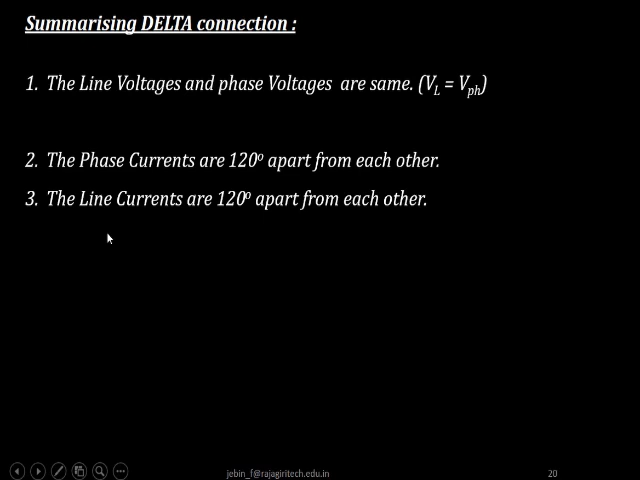 Summarising DELTA connection :
1. The Line Voltages and phase Voltages are same. (VL = Vph)
2. The Phase Currents are 120o apart from each other.
3. The Line Currents are 120o apart from each other.
jebin_f@rajagiritech.edu.in 20